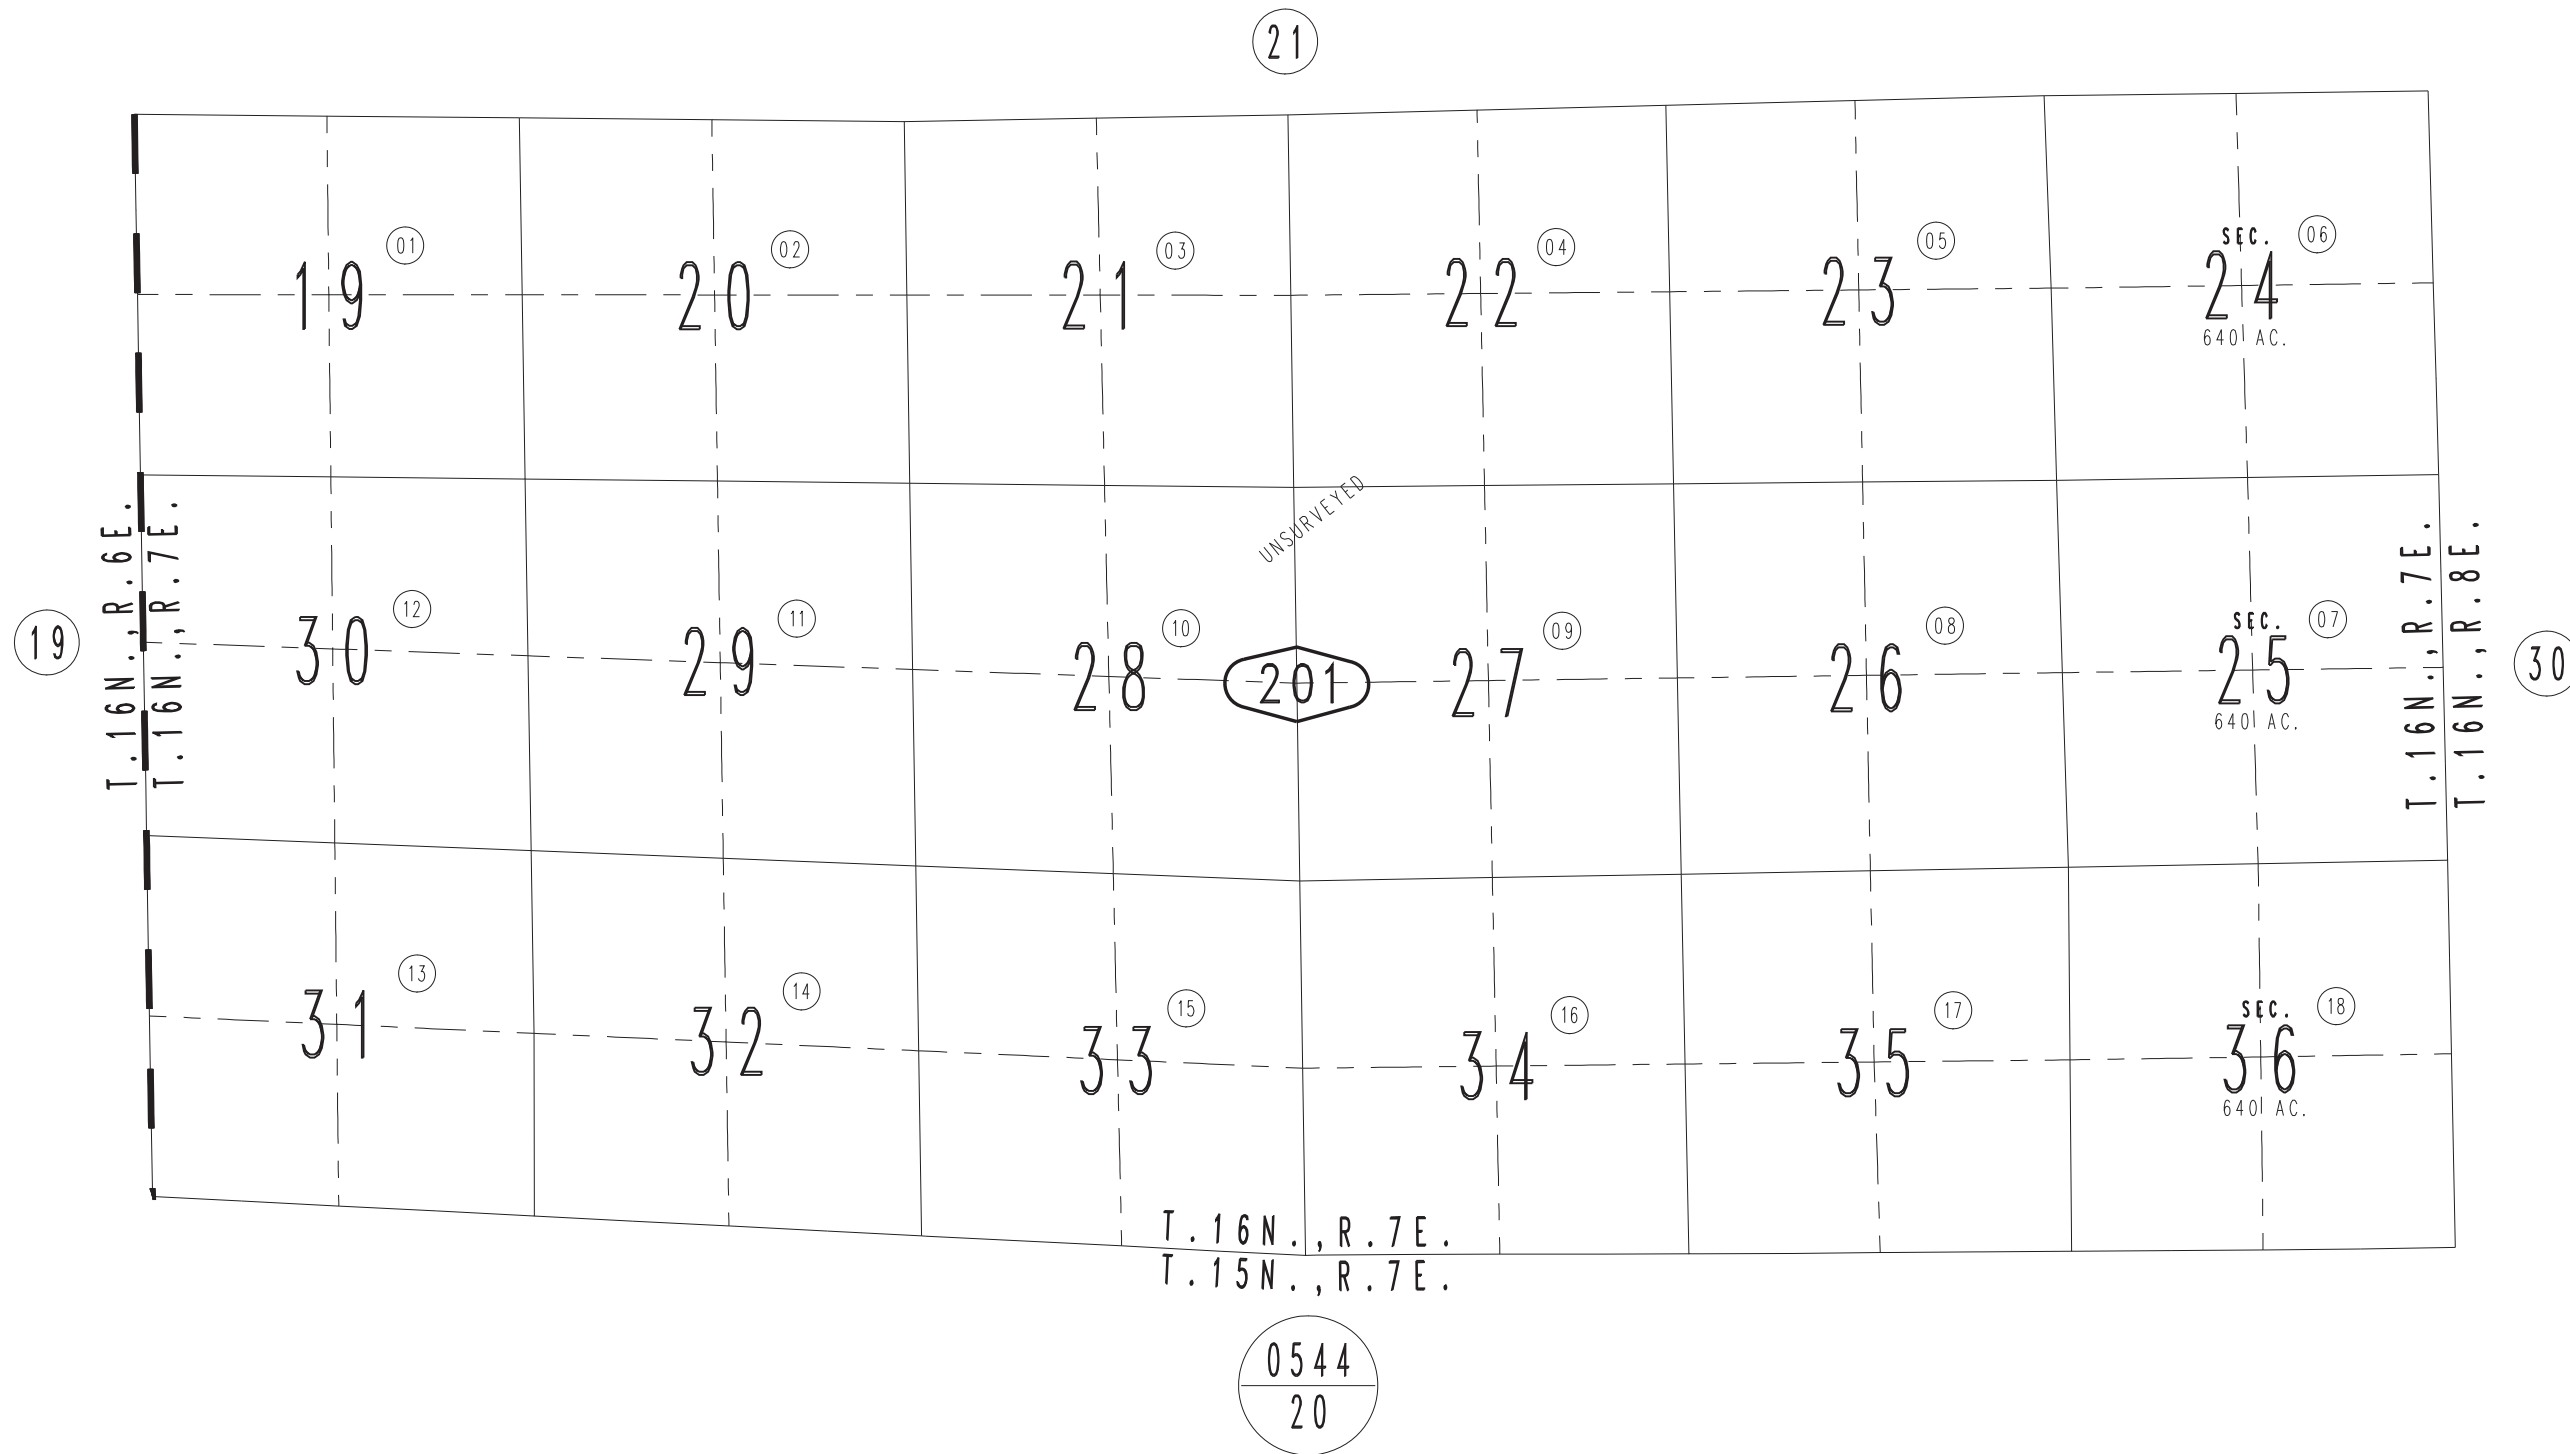 21
19 01
20 02
21 03
22 04
23 05
SEC.
24 06
640 AC.
UNSURVEYED
T.16N.,R.6E.
T.16N.,R.7E.
19
30 12
29 11
28 10
201
27 09
26 08
SEC.
25 07
640 AC.
T.16N.,R.7E.
T.16N.,R.8E.
30
31 13
32 14
33 15
34 16
35 17
SEC.
36 18
640 AC.
T.16N.,R.7E.
T.15N.,R.7E.
0544
20